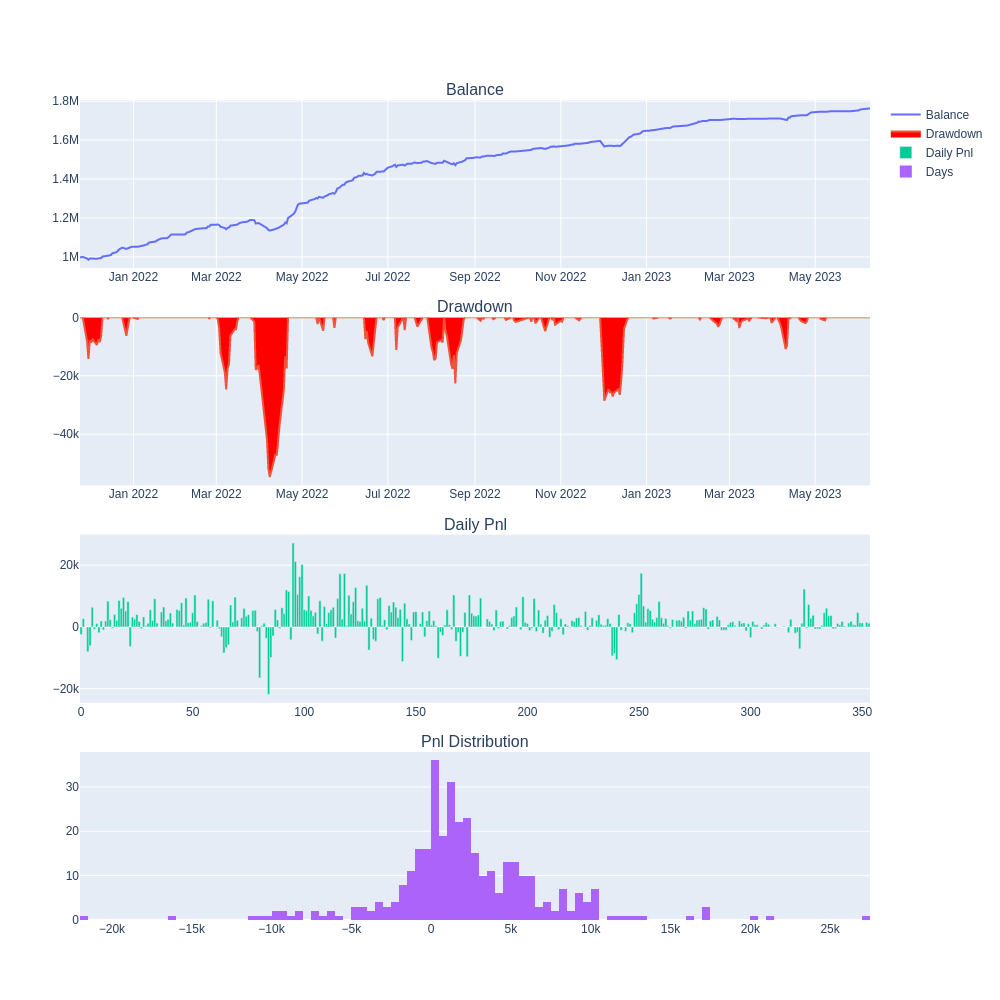 Balance
1.8M
1.6M
1.4M
1.2M
1M
Jan 2022 Mar 2022 May 2022 Jul 2022 Sep 2022 Nov 2022 Jan 2023 Mar 2023 May 2023
Balance
Drawdown
Daily Pnl
Days
Drawdown
0
−20k
−40k
Jan 2022 Mar 2022 May 2022 Jul 2022 Sep 2022 Nov 2022 Jan 2023 Mar 2023 May 2023
Daily Pnl
20k
0
−20k
0 50 100 150 200 250 300 350
Pnl Distribution
30
20
10
0
−20k −15k −10k −5k 0 5k 10k 15k 20k 25k